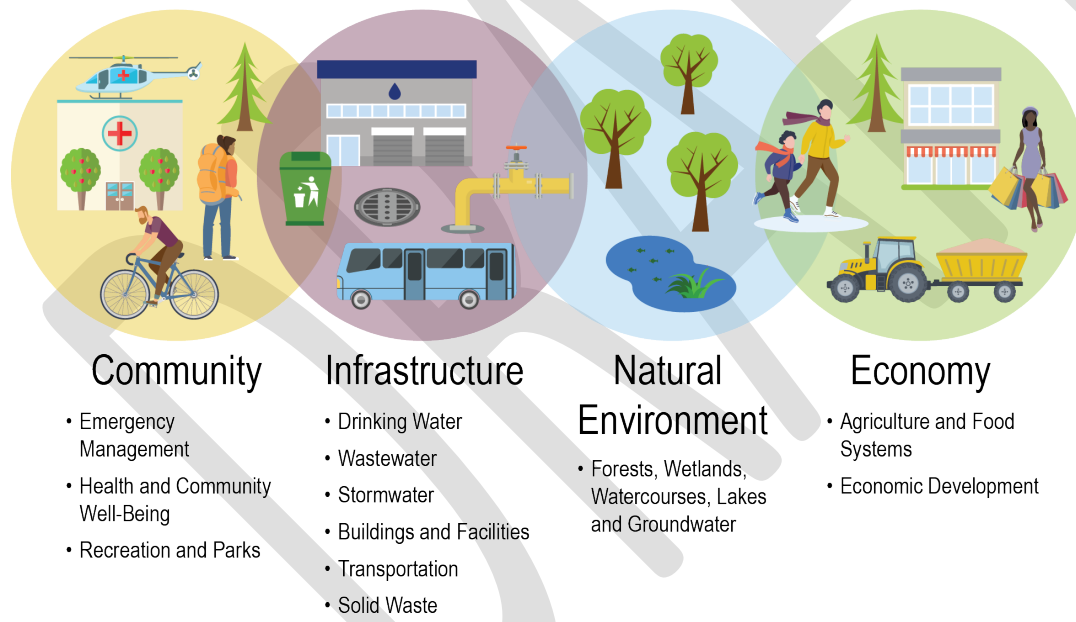 Community
• Emergency
Management
• Health and Community
Well-Being
• Recreation and Parks
Infrastructure
• Drinking Water
• Wastewater
• Stormwater
• Buildings and Facilities
• Transportation
• Solid Waste
Natural
Environment
• Forests, Wetlands,
Watercourses, Lakes
and Groundwater
Economy
• Agriculture and Food
Systems
• Economic Development